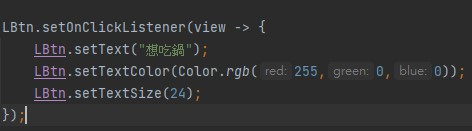 LBtn.setOnClickListener(view -> {
LBtn.setText("想吃鍋");
LBtn.setTextColor(Color.rgb( red: 255, green: 0, blue: 0));
LBtn.setTextSize(24);
});